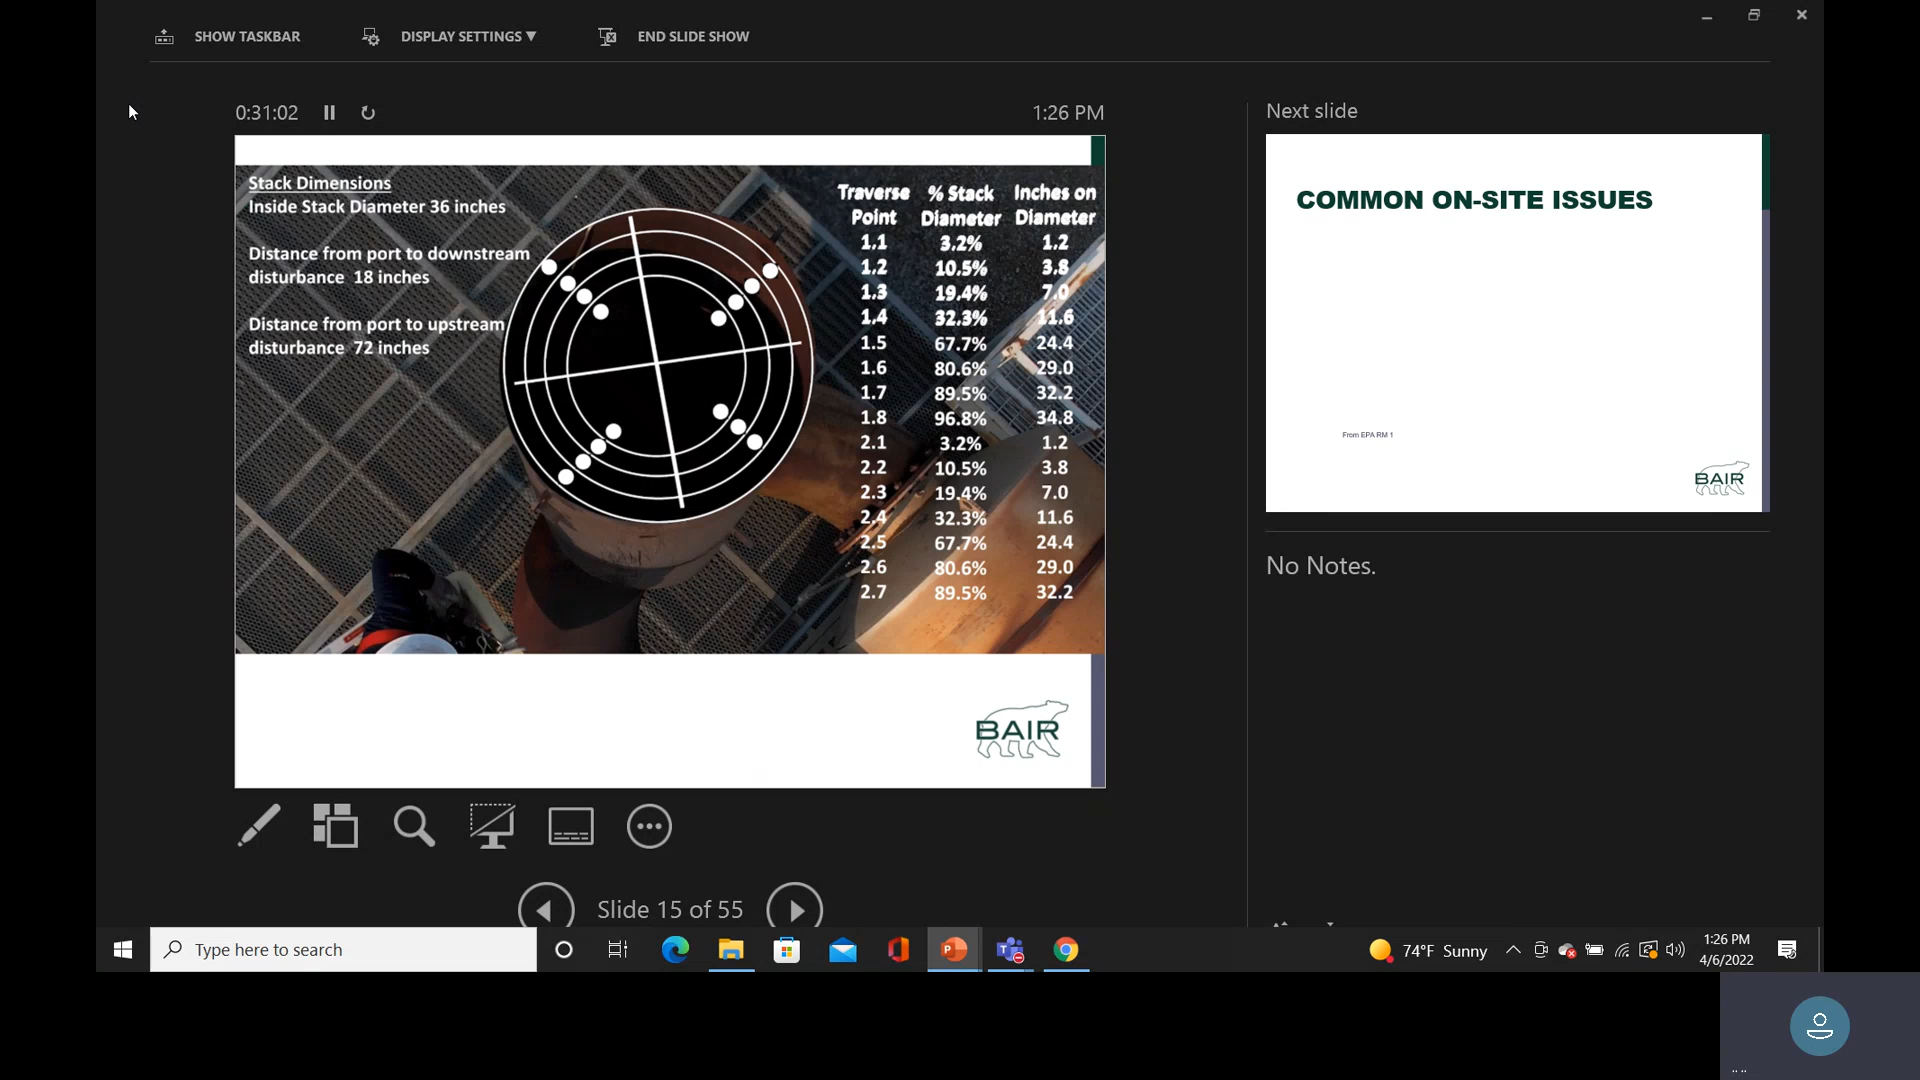 SHOW TASKBAR DISPLAY SETTINGS ▼ END SLIDE SHOW
0:31:02 1:26 PM
Stack Dimensions
Inside Stack Diameter 36 inches
Distance from port to downstream
disturbance 18 inches
Distance from port to upstream
disturbance 72 inches
Traverse % Stack Inches on
Point Diameter Diameter
1.1 3.2% 1.2
1.2 10.5% 3.8
1.3 19.4% 7.0
1.4 32.3% 11.6
1.5 67.7% 24.4
1.6 80.6% 29.0
1.7 89.5% 32.2
1.8 96.8% 34.8
2.1 3.2% 1.2
2.2 10.5% 3.8
2.3 19.4% 7.0
2.4 32.3% 11.6
2.5 67.7% 24.4
2.6 80.6% 29.0
2.7 89.5% 32.2
BAIR
Slide 15 of 55
Next slide
COMMON ON-SITE ISSUES
From EPA RM 1
BAIR
No Notes.
Type here to search
74°F Sunny
1:26 PM
4/6/2022